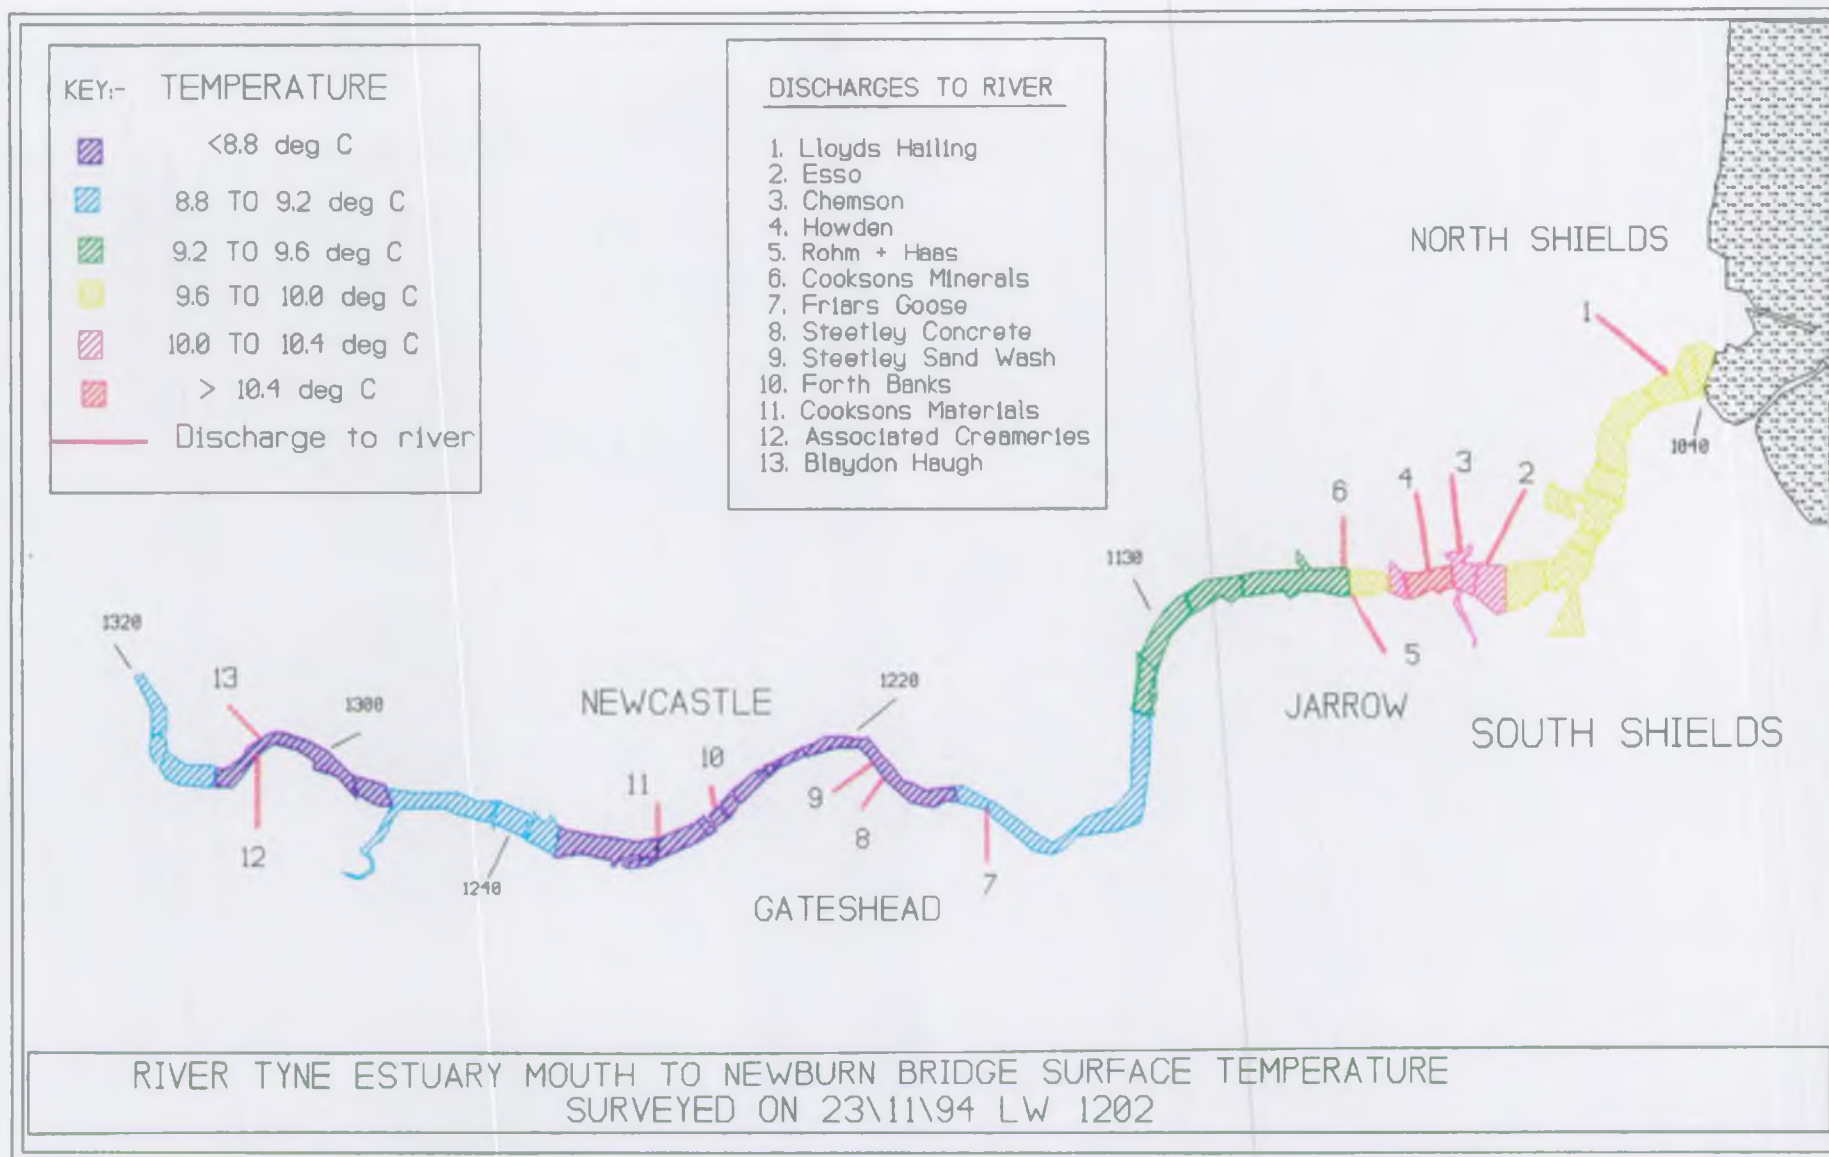 KEY:- TEMPERATURE
<8.8 deg C
8.8 TO 9.2 deg C
9.2 TO 9.6 deg C
9.6 TO 10.0 deg C
10.0 TO 10.4 deg C
> 10.4 deg C
Discharge to river
DISCHARGES TO RIVER
1. Lloyds Hailing
2. Esso
3. Chemson
4. Howden
5. Rohm + Haas
6. Cooksons Minerals
7. Friars Goose
8. Steetley Concrete
9. Steetley Sand Wash
10. Forth Banks
11. Cooksons Materials
12. Associated Creameries
13. Blaydon Haugh
NORTH SHIELDS
1
1040
6
4
3
2
1130
5
JARROW
SOUTH SHIELDS
1320
13
1300
NEWCASTLE
1220
11
10
9
8
12
1240
7
GATESHEAD
RIVER TYNE ESTUARY MOUTH TO NEWBURN BRIDGE SURFACE TEMPERATURE
SURVEYED ON 23\11\94 LW 1202